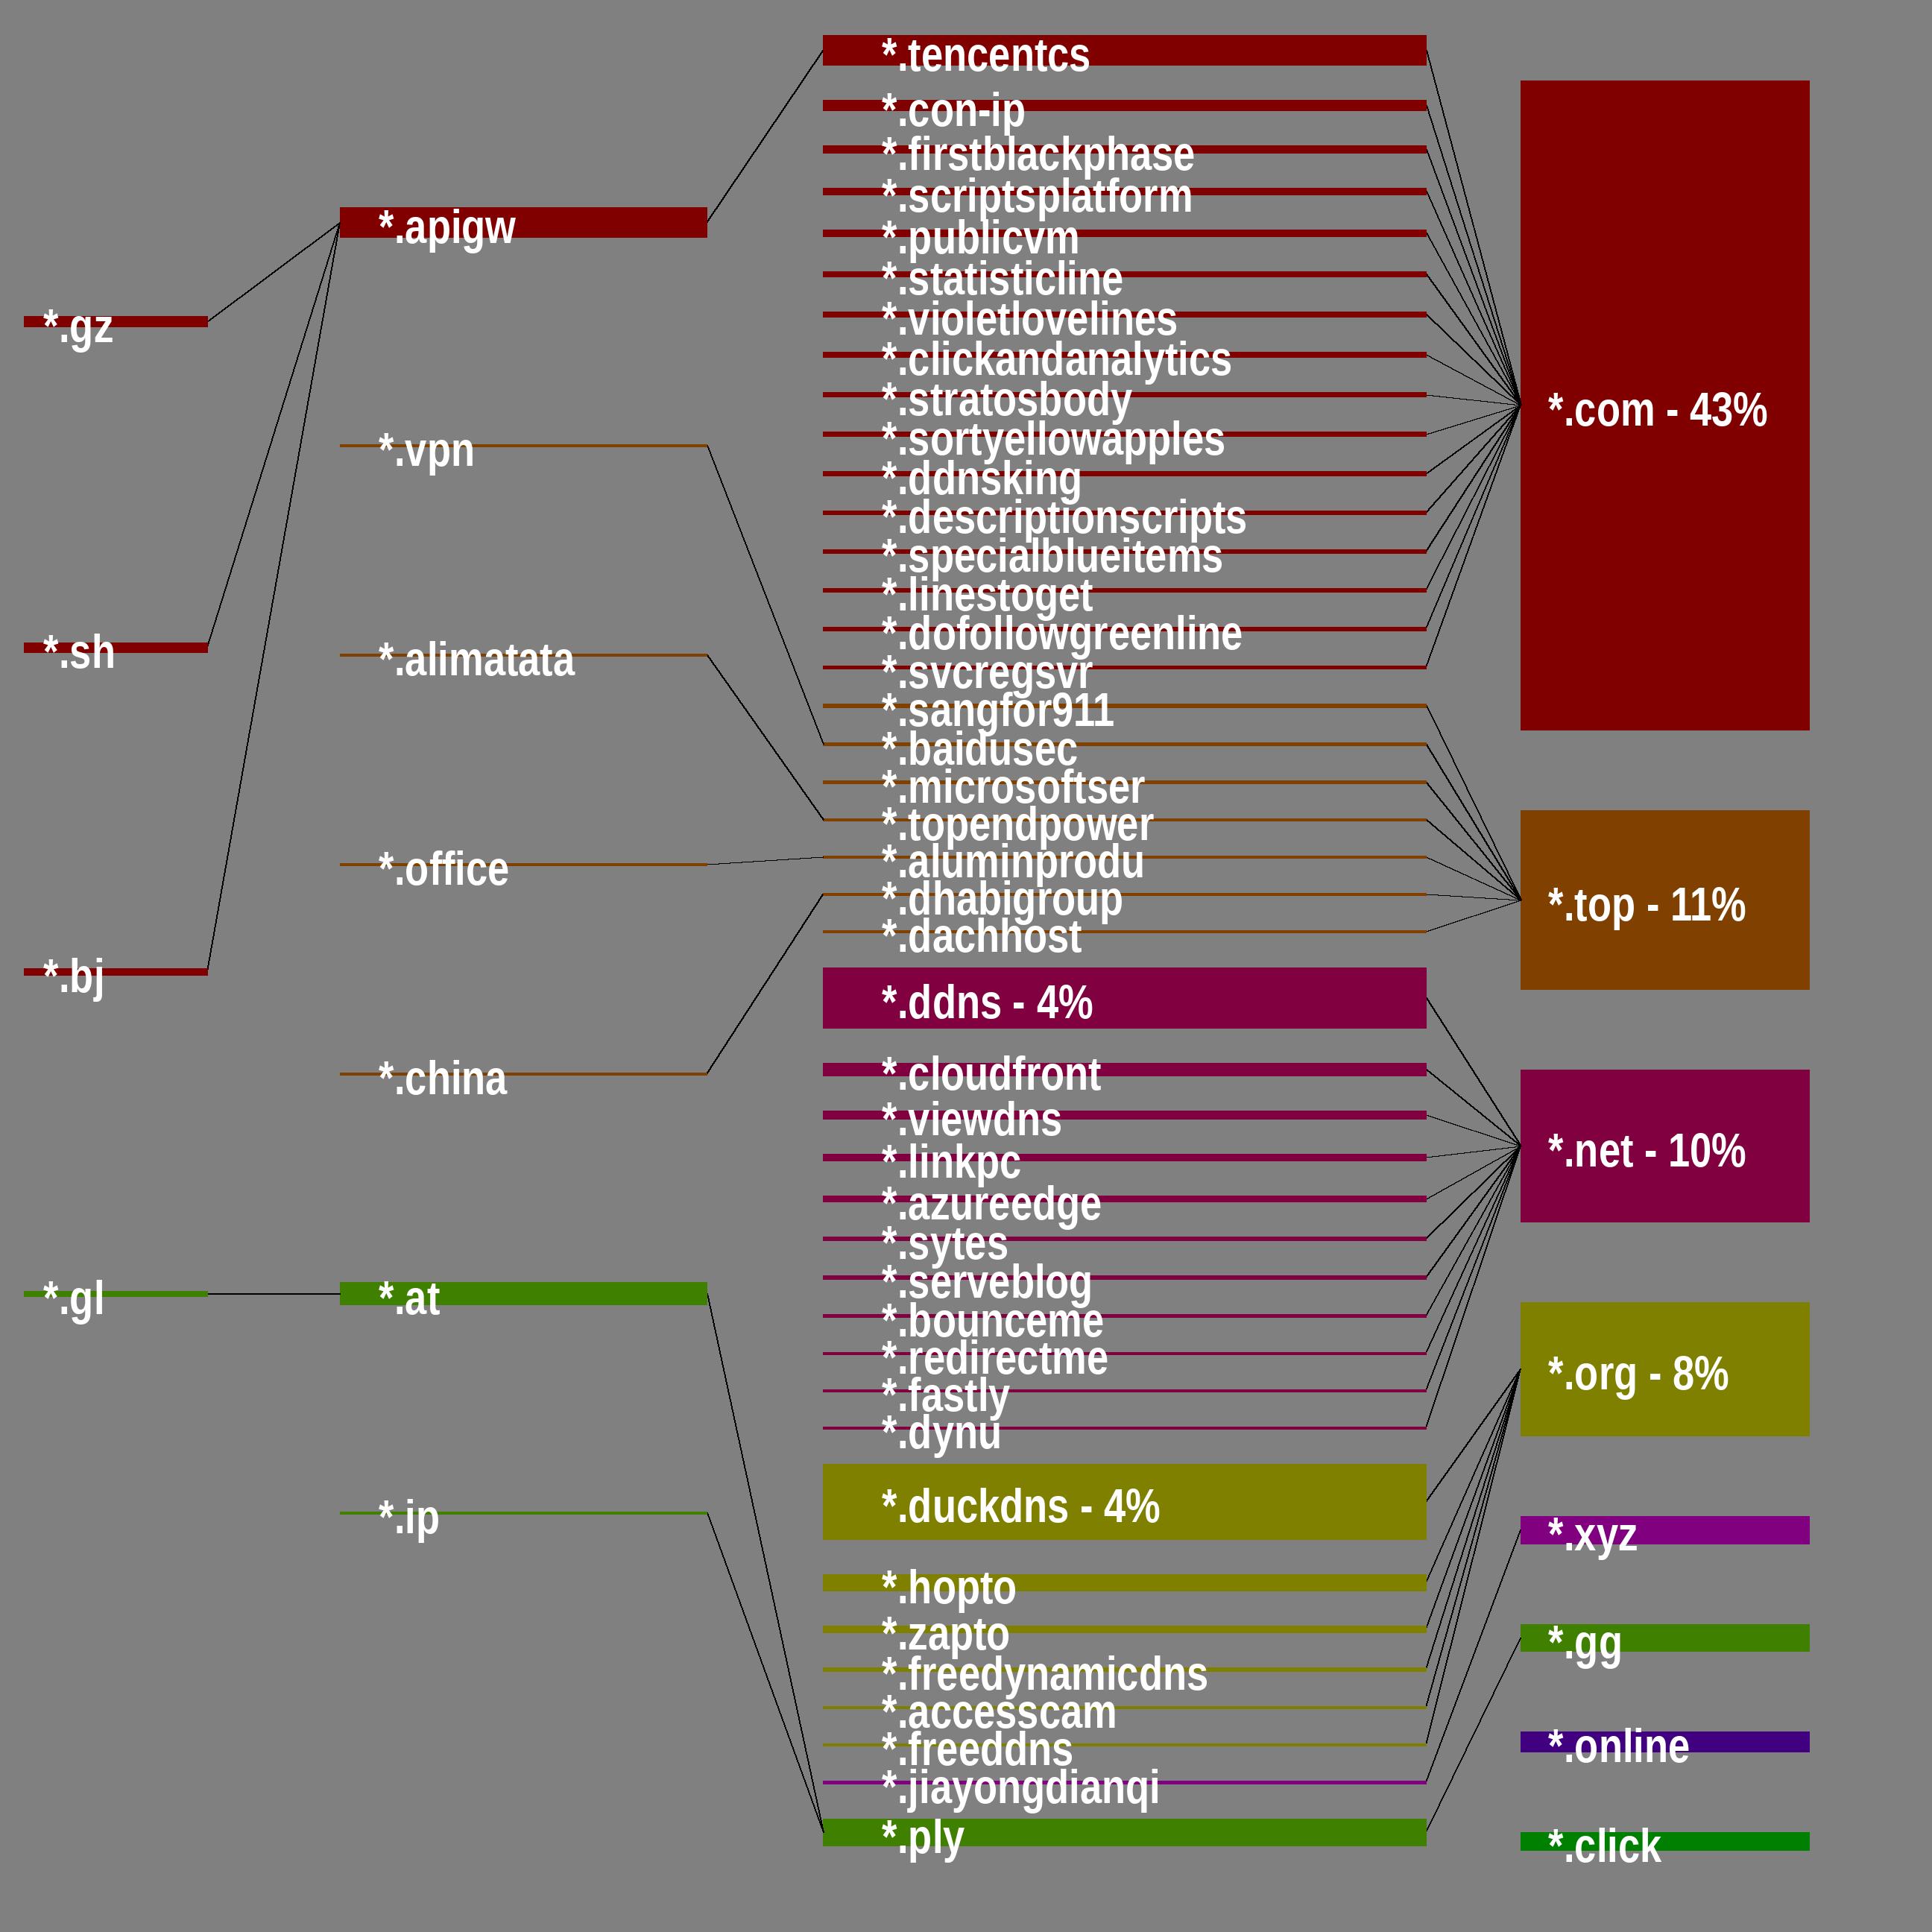 *.gz
*.sh
*.bj
*.gl
*.apigw
*.vpn
*.alimatata
*.office
*.china
*.at
*.ip
*.tencentcs
*.con-ip
*.firstblackphase
*.scriptsplatform
*.publicvm
*.statisticline
*.violetlovelines
*.clickandanalytics
*.stratosbody
*.sortyellowapples
*.ddnsking
*.descriptionscripts
*.specialblueitems
*.linestoget
*.dofollowgreenline
*.svcregsvr
*.sangfor911
*.baidusec
*.microsoftser
*.topendpower
*.aluminprodu
*.dhabigroup
*.dachhost
*.ddns - 4%
*.cloudfront
*.viewdns
*.linkpc
*.azureedge
*.sytes
*.serveblog
*.bounceme
*.redirectme
*.fastly
*.dynu
*.duckdns - 4%
*.hopto
*.zapto
*.freedynamicdns
*.accesscam
*.freeddns
*.jiayongdianqi
*.ply
*.com - 43%
*.top - 11%
*.net - 10%
*.org - 8%
*.xyz
*.gg
*.online
*.click